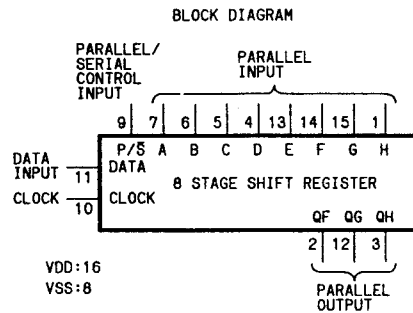 BLOCK DIAGRAM
PARALLEL/
SERIAL
CONTROL
INPUT
PARALLEL
INPUT
9 7 6 5 4 13 14 15 1
P/S̅ A B C D E F G H
DATA
INPUT
11
DATA
8 STAGE SHIFT REGISTER
CLOCK
10
CLOCK
QF QG QH
2 12 3
VDD:16
VSS:8
PARALLEL
OUTPUT